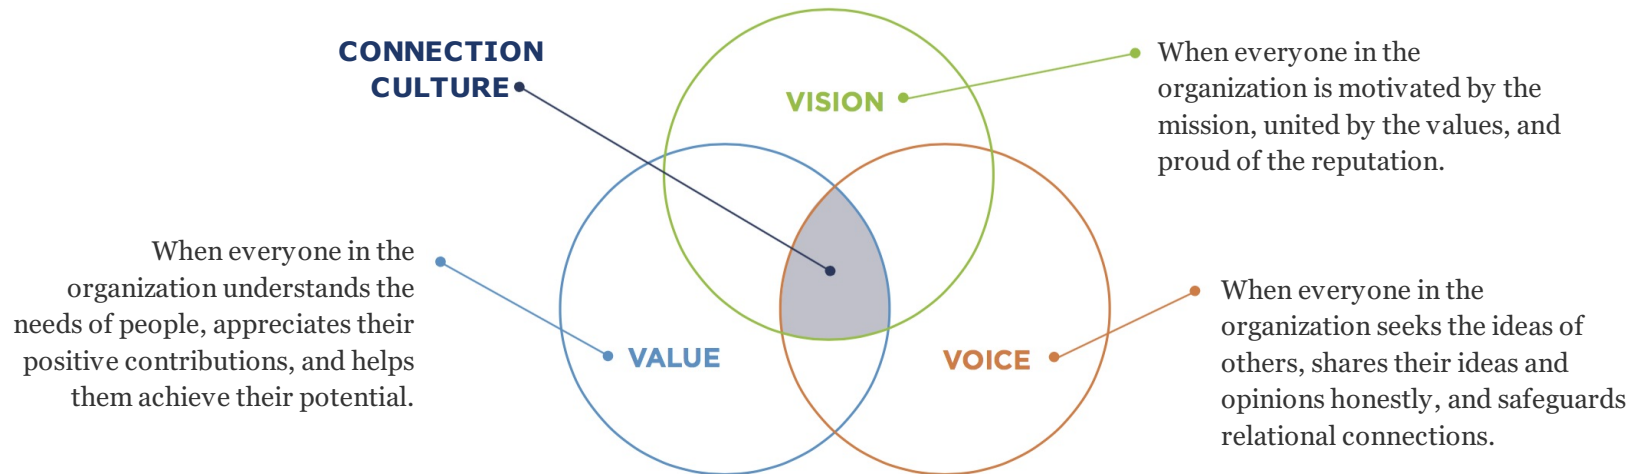 CONNECTION
CULTURE
VISION
When everyone in the
organization is motivated by the
mission, united by the values, and
proud of the reputation.
When everyone in the
organization understands the
needs of people, appreciates their
positive contributions, and helps
them achieve their potential.
VALUE
VOICE
When everyone in the
organization seeks the ideas of
others, shares their ideas and
opinions honestly, and safeguards
relational connections.